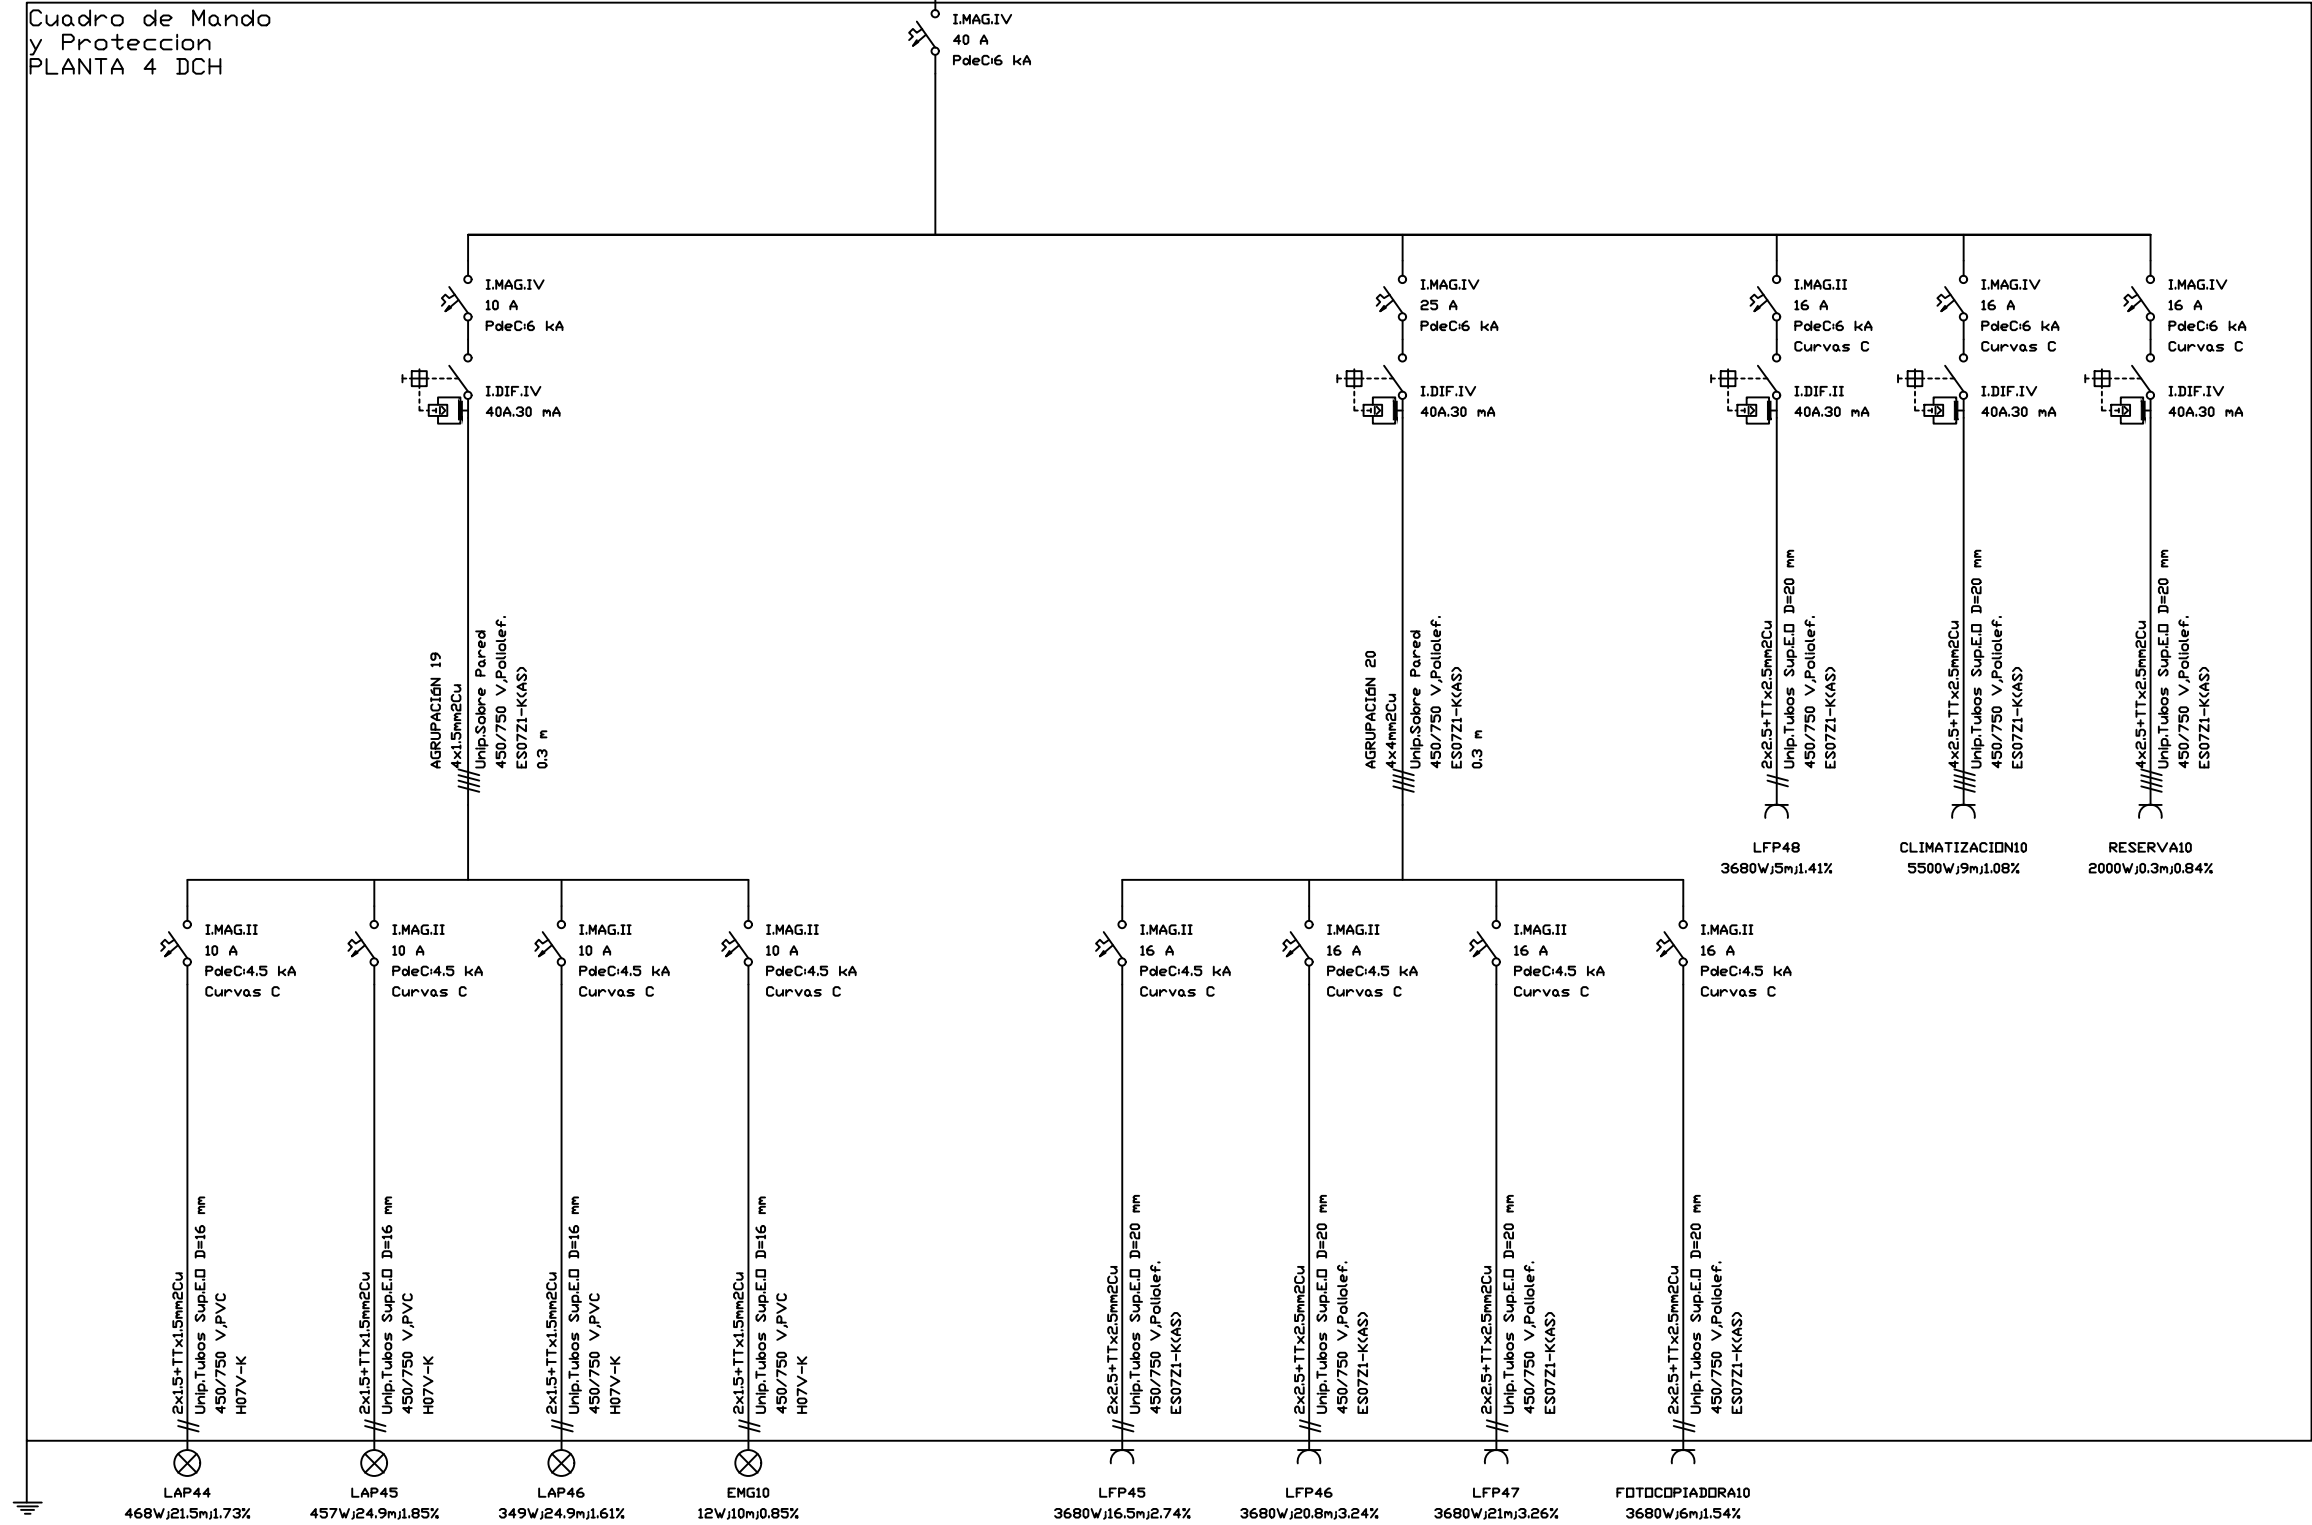 Cuadro de Mando
y Proteccion
PLANTA 4 DCH
I.MAG.IV
40 A
PdeC:6 kA
I.MAG.IV
10 A
PdeC:6 kA
I.DIF.IV
40A.30 mA
AGRUPACIÓN 19
4x1.5mm2Cu
Unip.Sobre Pared
450/750 V,Poliolef.
ES07Z1-K(AS)
0.3 m
I.MAG.IV
25 A
PdeC:6 kA
I.DIF.IV
40A.30 mA
AGRUPACIÓN 20
4x4mm2Cu
Unip.Sobre Pared
450/750 V,Poliolef.
ES07Z1-K(AS)
0.3 m
I.MAG.II
16 A
PdeC:6 kA
Curvas C
I.DIF.II
40A.30 mA
2x2.5+TTx2.5mm2Cu
Unip.Tubos Sup.E.O D=20 mm
450/750 V,Poliolef.
ES07Z1-K(AS)
LFP48
3680W;5m;1.41%
I.MAG.IV
16 A
PdeC:6 kA
Curvas C
I.DIF.IV
40A.30 mA
4x2.5+TTx2.5mm2Cu
Unip.Tubos Sup.E.O D=20 mm
450/750 V,Poliolef.
ES07Z1-K(AS)
CLIMATIZACION10
5500W;9m;1.08%
I.MAG.IV
16 A
PdeC:6 kA
Curvas C
I.DIF.IV
40A.30 mA
4x2.5+TTx2.5mm2Cu
Unip.Tubos Sup.E.O D=20 mm
450/750 V,Poliolef.
ES07Z1-K(AS)
RESERVA10
2000W;0.3m;0.84%
I.MAG.II
10 A
PdeC:4.5 kA
Curvas C
2x1.5+TTx1.5mm2Cu
Unip.Tubos Sup.E.O D=16 mm
450/750 V,PVC
H07V-K
LAP44
468W;21.5m;1.73%
I.MAG.II
10 A
PdeC:4.5 kA
Curvas C
2x1.5+TTx1.5mm2Cu
Unip.Tubos Sup.E.O D=16 mm
450/750 V,PVC
H07V-K
LAP45
457W;24.9m;1.85%
I.MAG.II
10 A
PdeC:4.5 kA
Curvas C
2x1.5+TTx1.5mm2Cu
Unip.Tubos Sup.E.O D=16 mm
450/750 V,PVC
H07V-K
LAP46
349W;24.9m;1.61%
I.MAG.II
10 A
PdeC:4.5 kA
Curvas C
2x1.5+TTx1.5mm2Cu
Unip.Tubos Sup.E.O D=16 mm
450/750 V,PVC
H07V-K
EMG10
12W;10m;0.85%
I.MAG.II
16 A
PdeC:4.5 kA
Curvas C
2x2.5+TTx2.5mm2Cu
Unip.Tubos Sup.E.O D=20 mm
450/750 V,Poliolef.
ES07Z1-K(AS)
LFP45
3680W;16.5m;2.74%
I.MAG.II
16 A
PdeC:4.5 kA
Curvas C
2x2.5+TTx2.5mm2Cu
Unip.Tubos Sup.E.O D=20 mm
450/750 V,Poliolef.
ES07Z1-K(AS)
LFP46
3680W;20.8m;3.24%
I.MAG.II
16 A
PdeC:4.5 kA
Curvas C
2x2.5+TTx2.5mm2Cu
Unip.Tubos Sup.E.O D=20 mm
450/750 V,Poliolef.
ES07Z1-K(AS)
LFP47
3680W;21m;3.26%
I.MAG.II
16 A
PdeC:4.5 kA
Curvas C
2x2.5+TTx2.5mm2Cu
Unip.Tubos Sup.E.O D=20 mm
450/750 V,Poliolef.
ES07Z1-K(AS)
FOTOCOPIADORA10
3680W;6m;1.54%